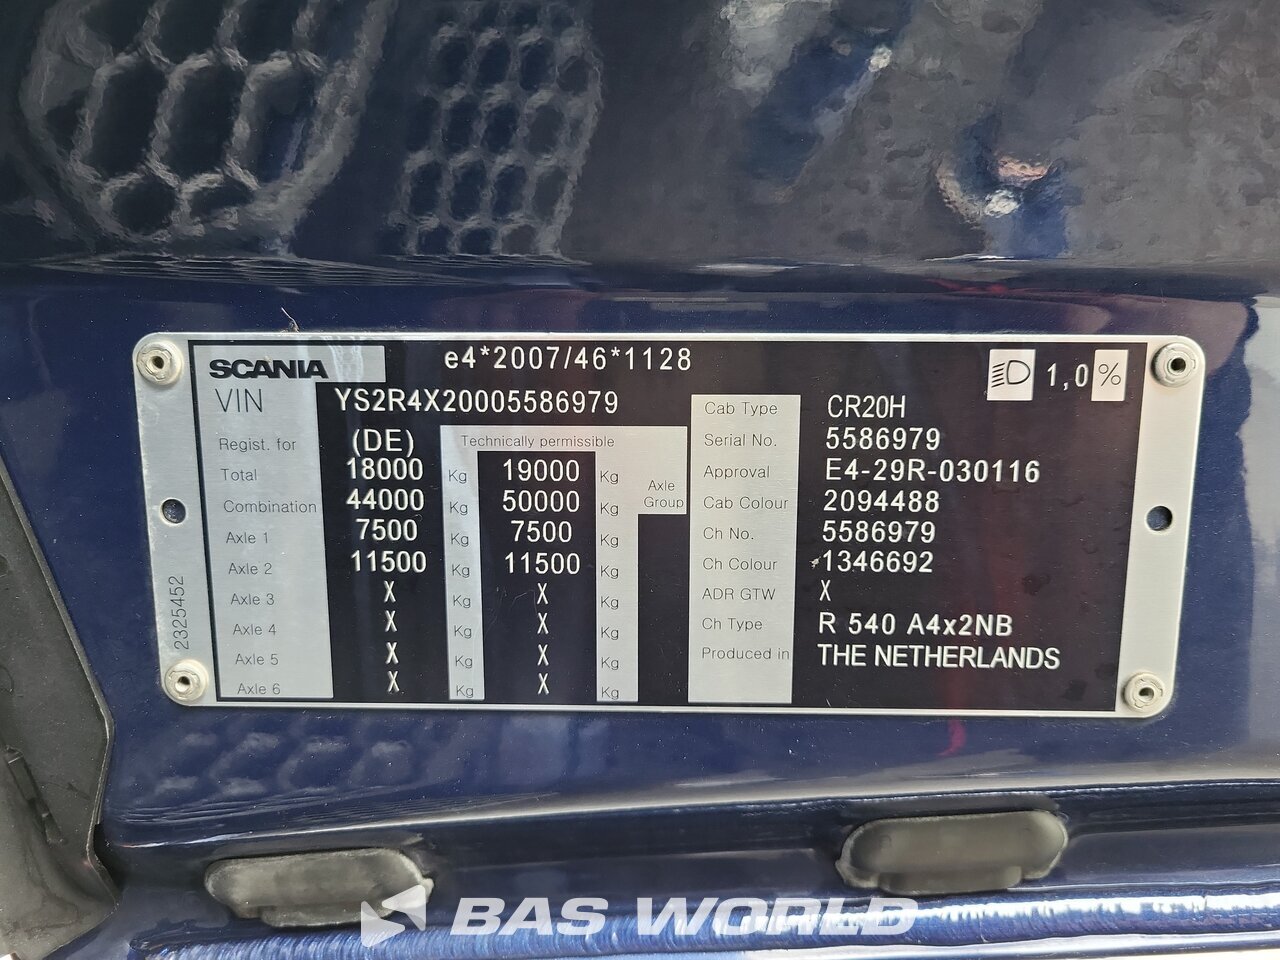 SCANIA e4*2007/46*1128 1,0 %
VIN YS2R4X20005586979
Regist. for (DE) Technically permissible
Total 18000 Kg 19000 Kg
Combination 44000 Kg 50000 Kg Axle Group
Axle 1 7500 Kg 7500 Kg
Axle 2 11500 Kg 11500 Kg
Axle 3 X Kg X Kg
Axle 4 X Kg X Kg
Axle 5 X Kg X Kg
Axle 6 X Kg X Kg
2325452
Cab Type CR20H
Serial No. 5586979
Approval E4-29R-030116
Cab Colour 2094488
Ch No. 5586979
Ch Colour 1346692
ADR GTW X
Ch Type R 540 A4x2NB
Produced in THE NETHERLANDS
BAS WORLD